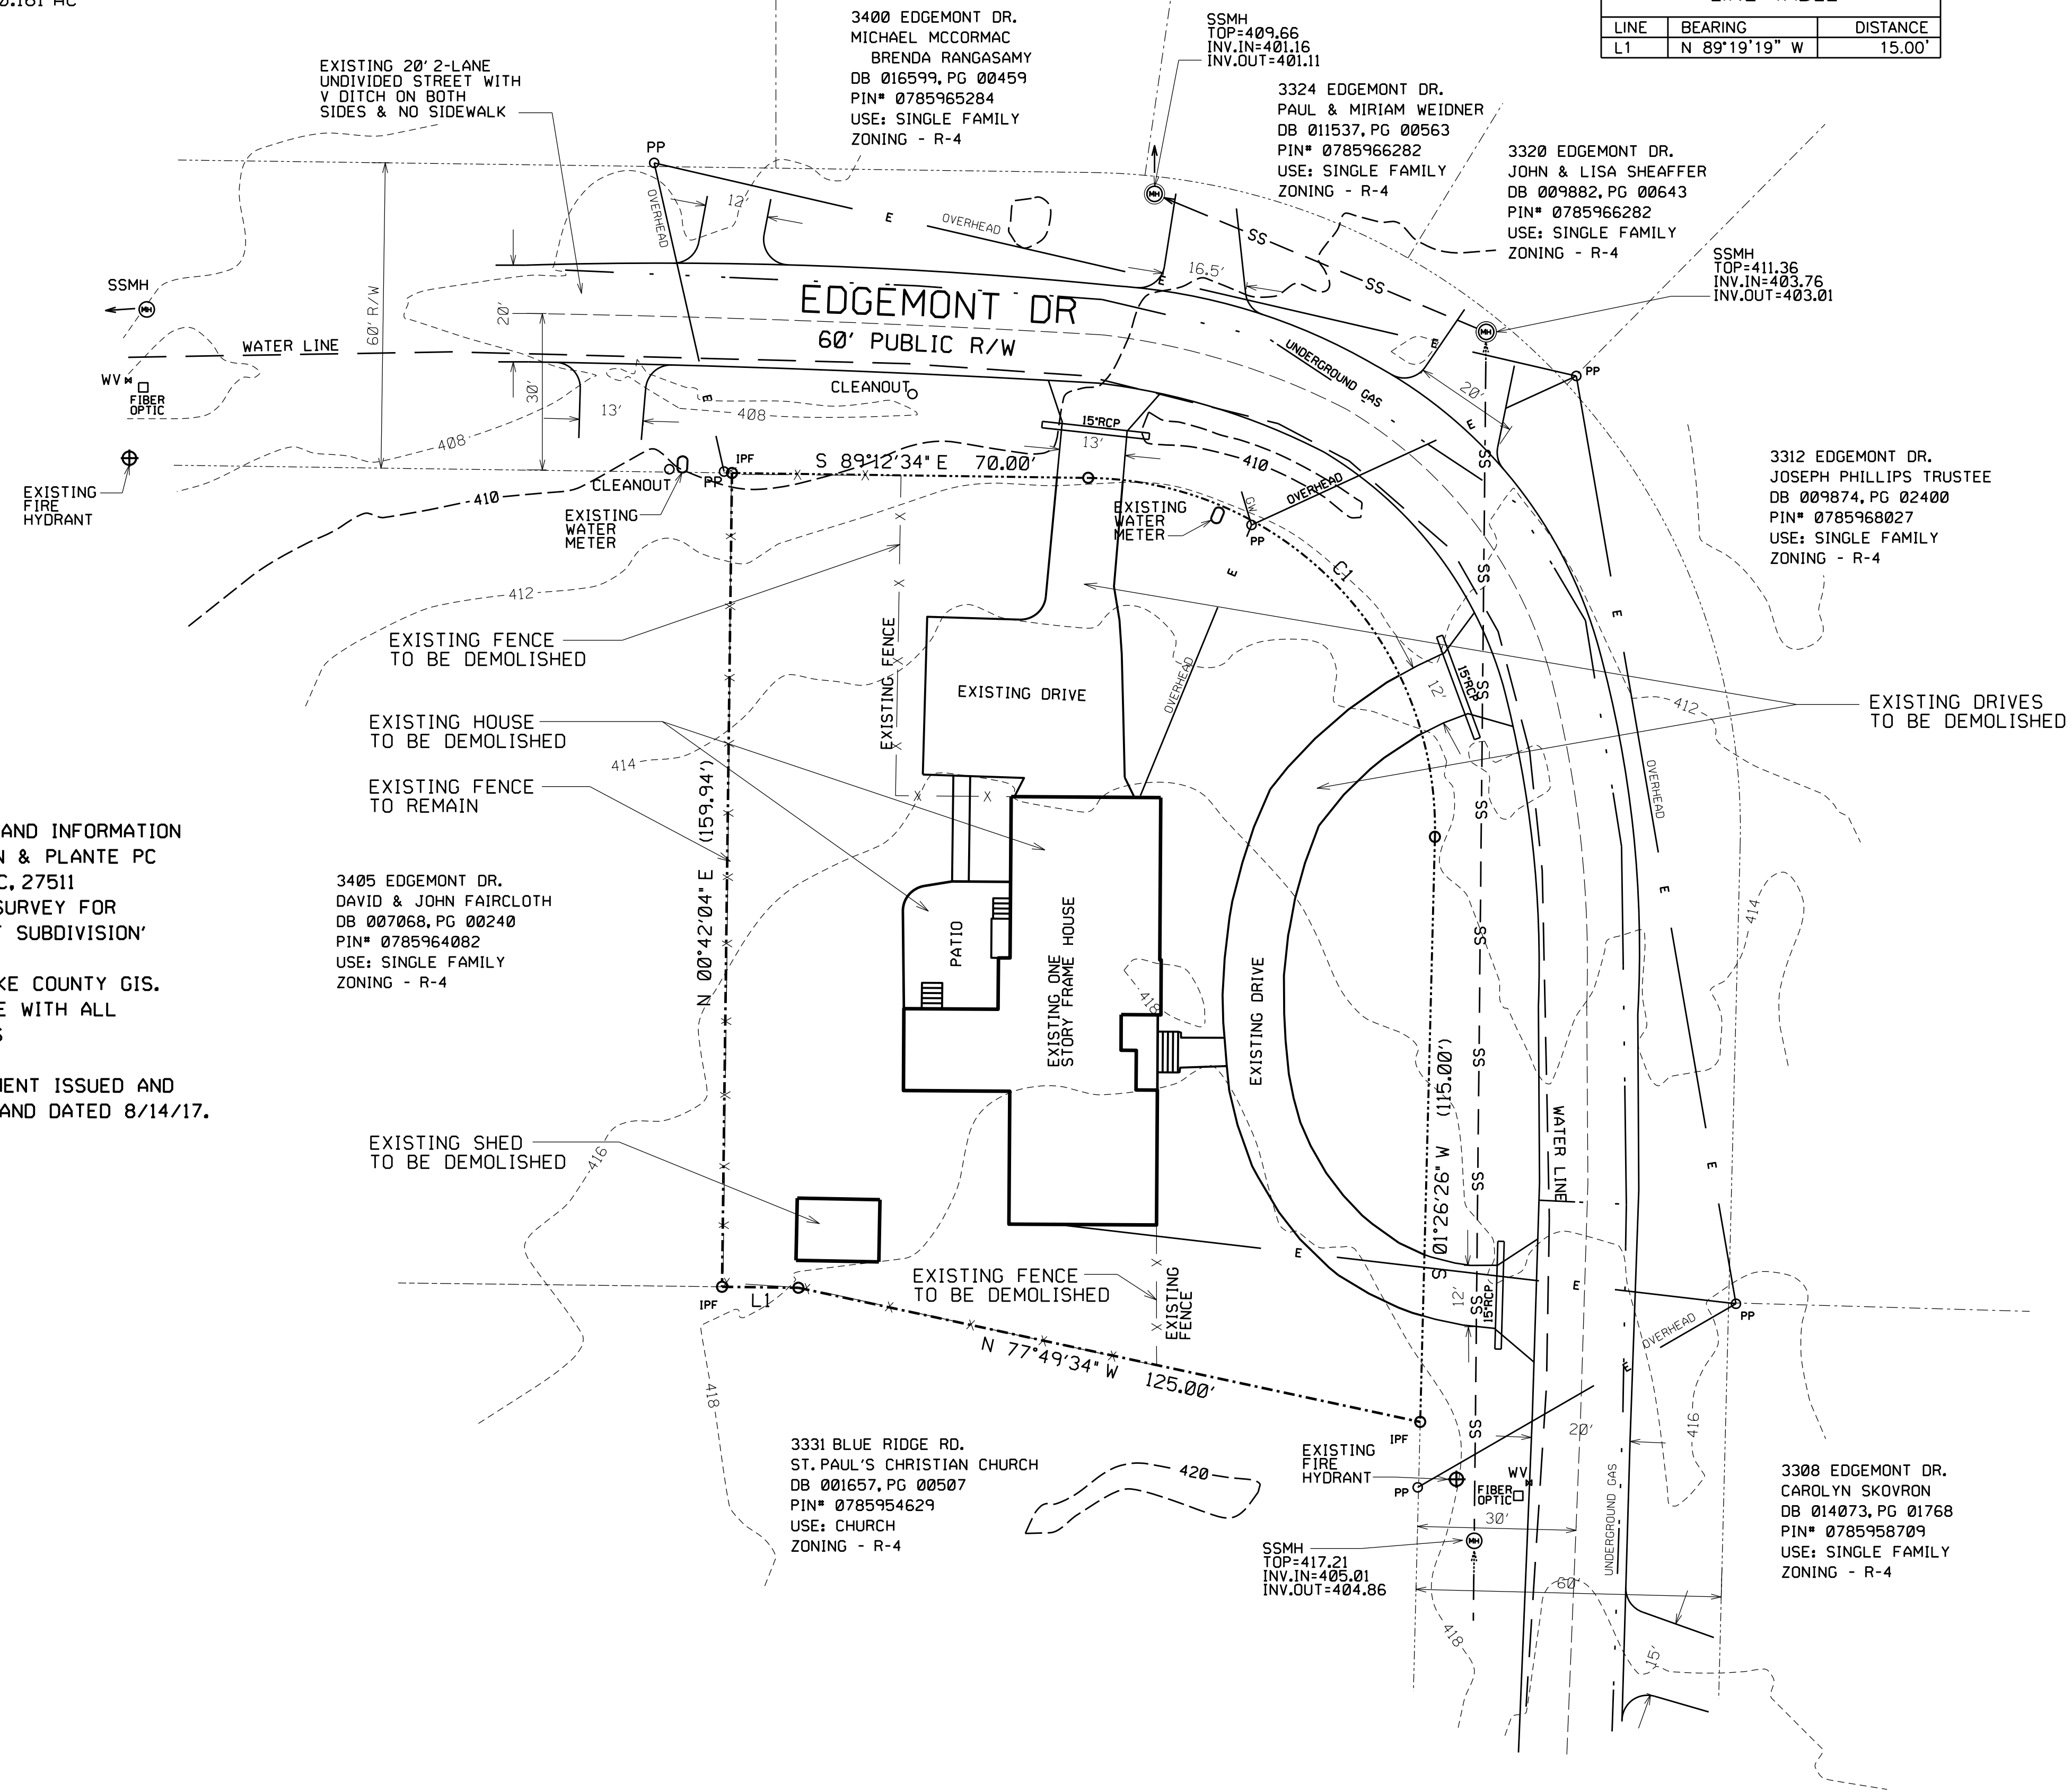 LINE BEARING DISTANCE
L1 N 89°19'19" W 15.00'
3400 EDGEMONT DR.
MICHAEL MCCORMAC
BRENDA RANGASAMY
DB 016599, PG 00459
PIN# 0785965284
USE: SINGLE FAMILY
ZONING - R-4
SSMH
TOP=409.66
INV.IN=401.16
INV.OUT=401.11
EXISTING 20' 2-LANE
UNDIVIDED STREET WITH
V DITCH ON BOTH
SIDES & NO SIDEWALK
3324 EDGEMONT DR.
PAUL & MIRIAM WEIDNER
DB 011537, PG 00563
PIN# 0785966282
USE: SINGLE FAMILY
ZONING - R-4
3320 EDGEMONT DR.
JOHN & LISA SHEAFFER
DB 009882, PG 00643
PIN# 0785966282
USE: SINGLE FAMILY
ZONING - R-4
SSMH
TOP=411.36
INV.IN=403.76
INV.OUT=403.01
PP
OVERHEAD
12'
E
OVERHEAD
MH
SS
16.5'
E
SS
MH
SSMH
MH
60' R/W
20'
30'
EDGEMONT DR
60' PUBLIC R/W
WATER LINE
UNDERGROUND GAS
E
20'
PP
WV
FIBER
OPTIC
CLEANOUT
13'
E
408
408
15"RCP
13'
E
SS
EXISTING
FIRE
HYDRANT
IPF
S 89°12'34" E 70.00'
410
CLEANOUT
PP
410
EXISTING
WATER
METER
EXISTING
WATER
METER
GW
OVERHEAD
PP
E
C1
SS
E
3312 EDGEMONT DR.
JOSEPH PHILLIPS TRUSTEE
DB 009874, PG 02400
PIN# 0785968027
USE: SINGLE FAMILY
ZONING - R-4
412
EXISTING FENCE
TO BE DEMOLISHED
EXISTING FENCE
EXISTING DRIVE
OVERHEAD
12'
15"RCP
SS
412
EXISTING DRIVES
TO BE DEMOLISHED
EXISTING HOUSE
TO BE DEMOLISHED
414
EXISTING FENCE
TO REMAIN
N 00°42'04" E (159.94')
OVERHEAD
SS
AND INFORMATION
& PLANTE PC
27511
SURVEY FOR
SUBDIVISION'
COUNTY GIS.
WITH ALL
ISSUED AND
AND DATED 8/14/17.
3405 EDGEMONT DR.
DAVID & JOHN FAIRCLOTH
DB 007068, PG 00240
PIN# 0785964082
USE: SINGLE FAMILY
ZONING - R-4
PATIO
EXISTING ONE
STORY FRAME HOUSE
418
EXISTING DRIVE
SS
E
414
SS
S 01°26'26" W (115.00')
WATER LINE
SS
E
EXISTING SHED
TO BE DEMOLISHED
416
IPF
L1
EXISTING FENCE
TO BE DEMOLISHED
EXISTING
FENCE
E
12'
SS
15"RCP
E
PP
OVERHEAD
E
N 77°49'34" W 125.00'
418
IPF
SS
20'
416
3331 BLUE RIDGE RD.
ST. PAUL'S CHRISTIAN CHURCH
DB 001657, PG 00507
PIN# 0785954629
USE: CHURCH
ZONING - R-4
420
EXISTING
FIRE
HYDRANT
PP
WV
FIBER
OPTIC
30'
UNDERGROUND GAS
3308 EDGEMONT DR.
CAROLYN SKOVRON
DB 014073, PG 01768
PIN# 0785958709
USE: SINGLE FAMILY
ZONING - R-4
SSMH
TOP=417.21
INV.IN=405.01
INV.OUT=404.86
MH
60'
418
15'